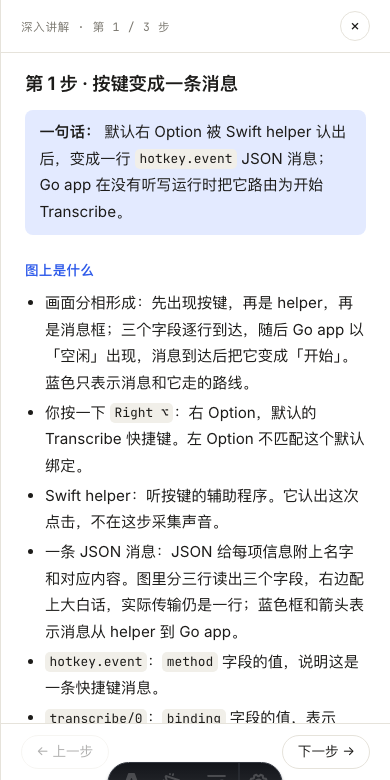 深入讲解 · 第 1 / 3 步
×
第 1 步 · 按键变成一条消息
一句话： 默认右 Option 被 Swift helper 认出
后，变成一行 hotkey.event JSON 消息；
Go app 在没有听写运行时把它路由为开始
Transcribe。
图上是什么
• 画面分相形成：先出现按键，再是 helper，再
是消息框；三个字段逐行到达，随后 Go app 以
「空闲」出现，消息到达后把它变成「开始」。
蓝色只表示消息和它走的路线。
• 你按一下 Right ⌥：右 Option，默认的
Transcribe 快捷键。左 Option 不匹配这个默认
绑定。
• Swift helper：听按键的辅助程序。它认出这次
点击，不在这步采集声音。
• 一条 JSON 消息：JSON 给每项信息附上名字
和对应内容。图里分三行读出三个字段，右边配
上大白话，实际传输仍是一行；蓝色框和箭头表
示消息从 helper 到 Go app。
• hotkey.event：method 字段的值，说明这是
一条快捷键消息。
• transcribe/0：binding 字段的值，表示
← 上一步
下一步 →